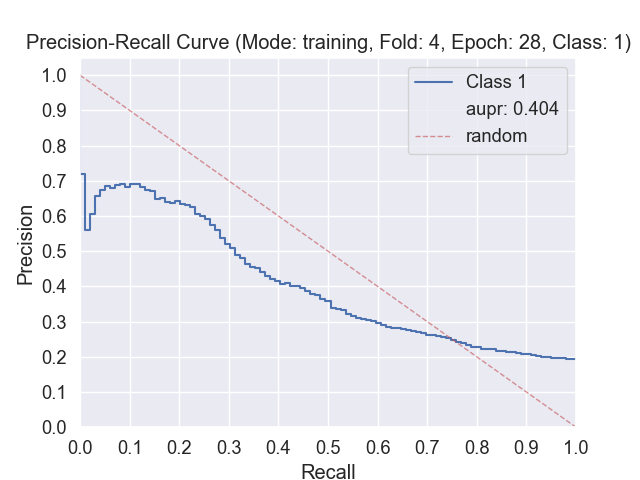 Precision-Recall Curve (Mode: training, Fold: 4, Epoch: 28, Class: 1)
1.0
0.9
0.8
0.7
0.6
0.5
0.4
0.3
0.2
0.1
0.0
Precision
Class 1
aupr: 0.404
random
0.0 0.1 0.2 0.3 0.4 0.5 0.6 0.7 0.8 0.9 1.0
Recall